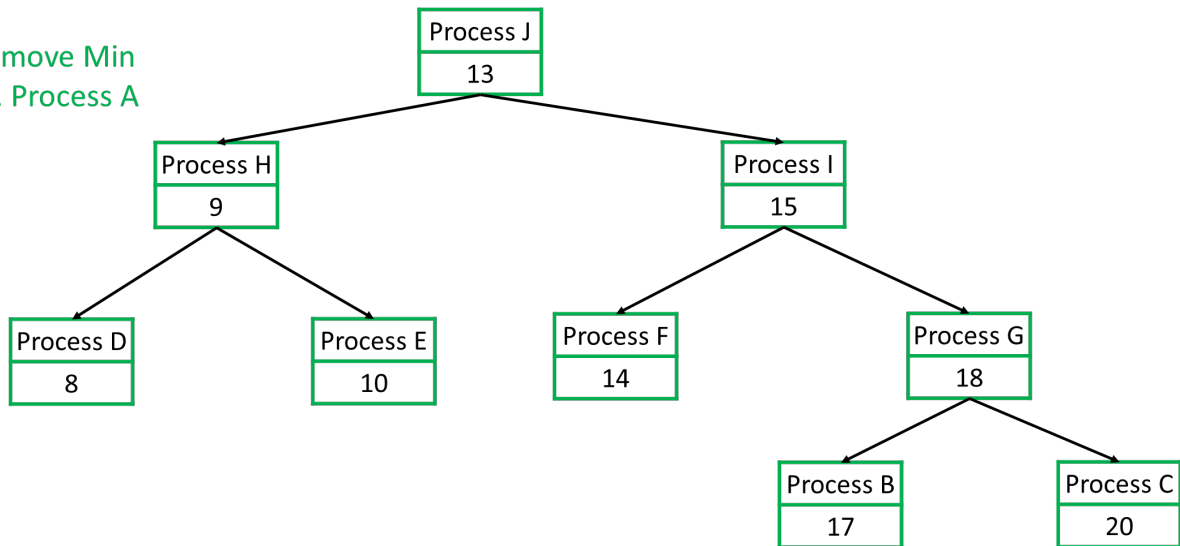 Process J
13
move Min
Process A
Process H
9
Process I
15
Process D
8
Process E
10
Process F
14
Process G
18
Process B
17
Process C
20